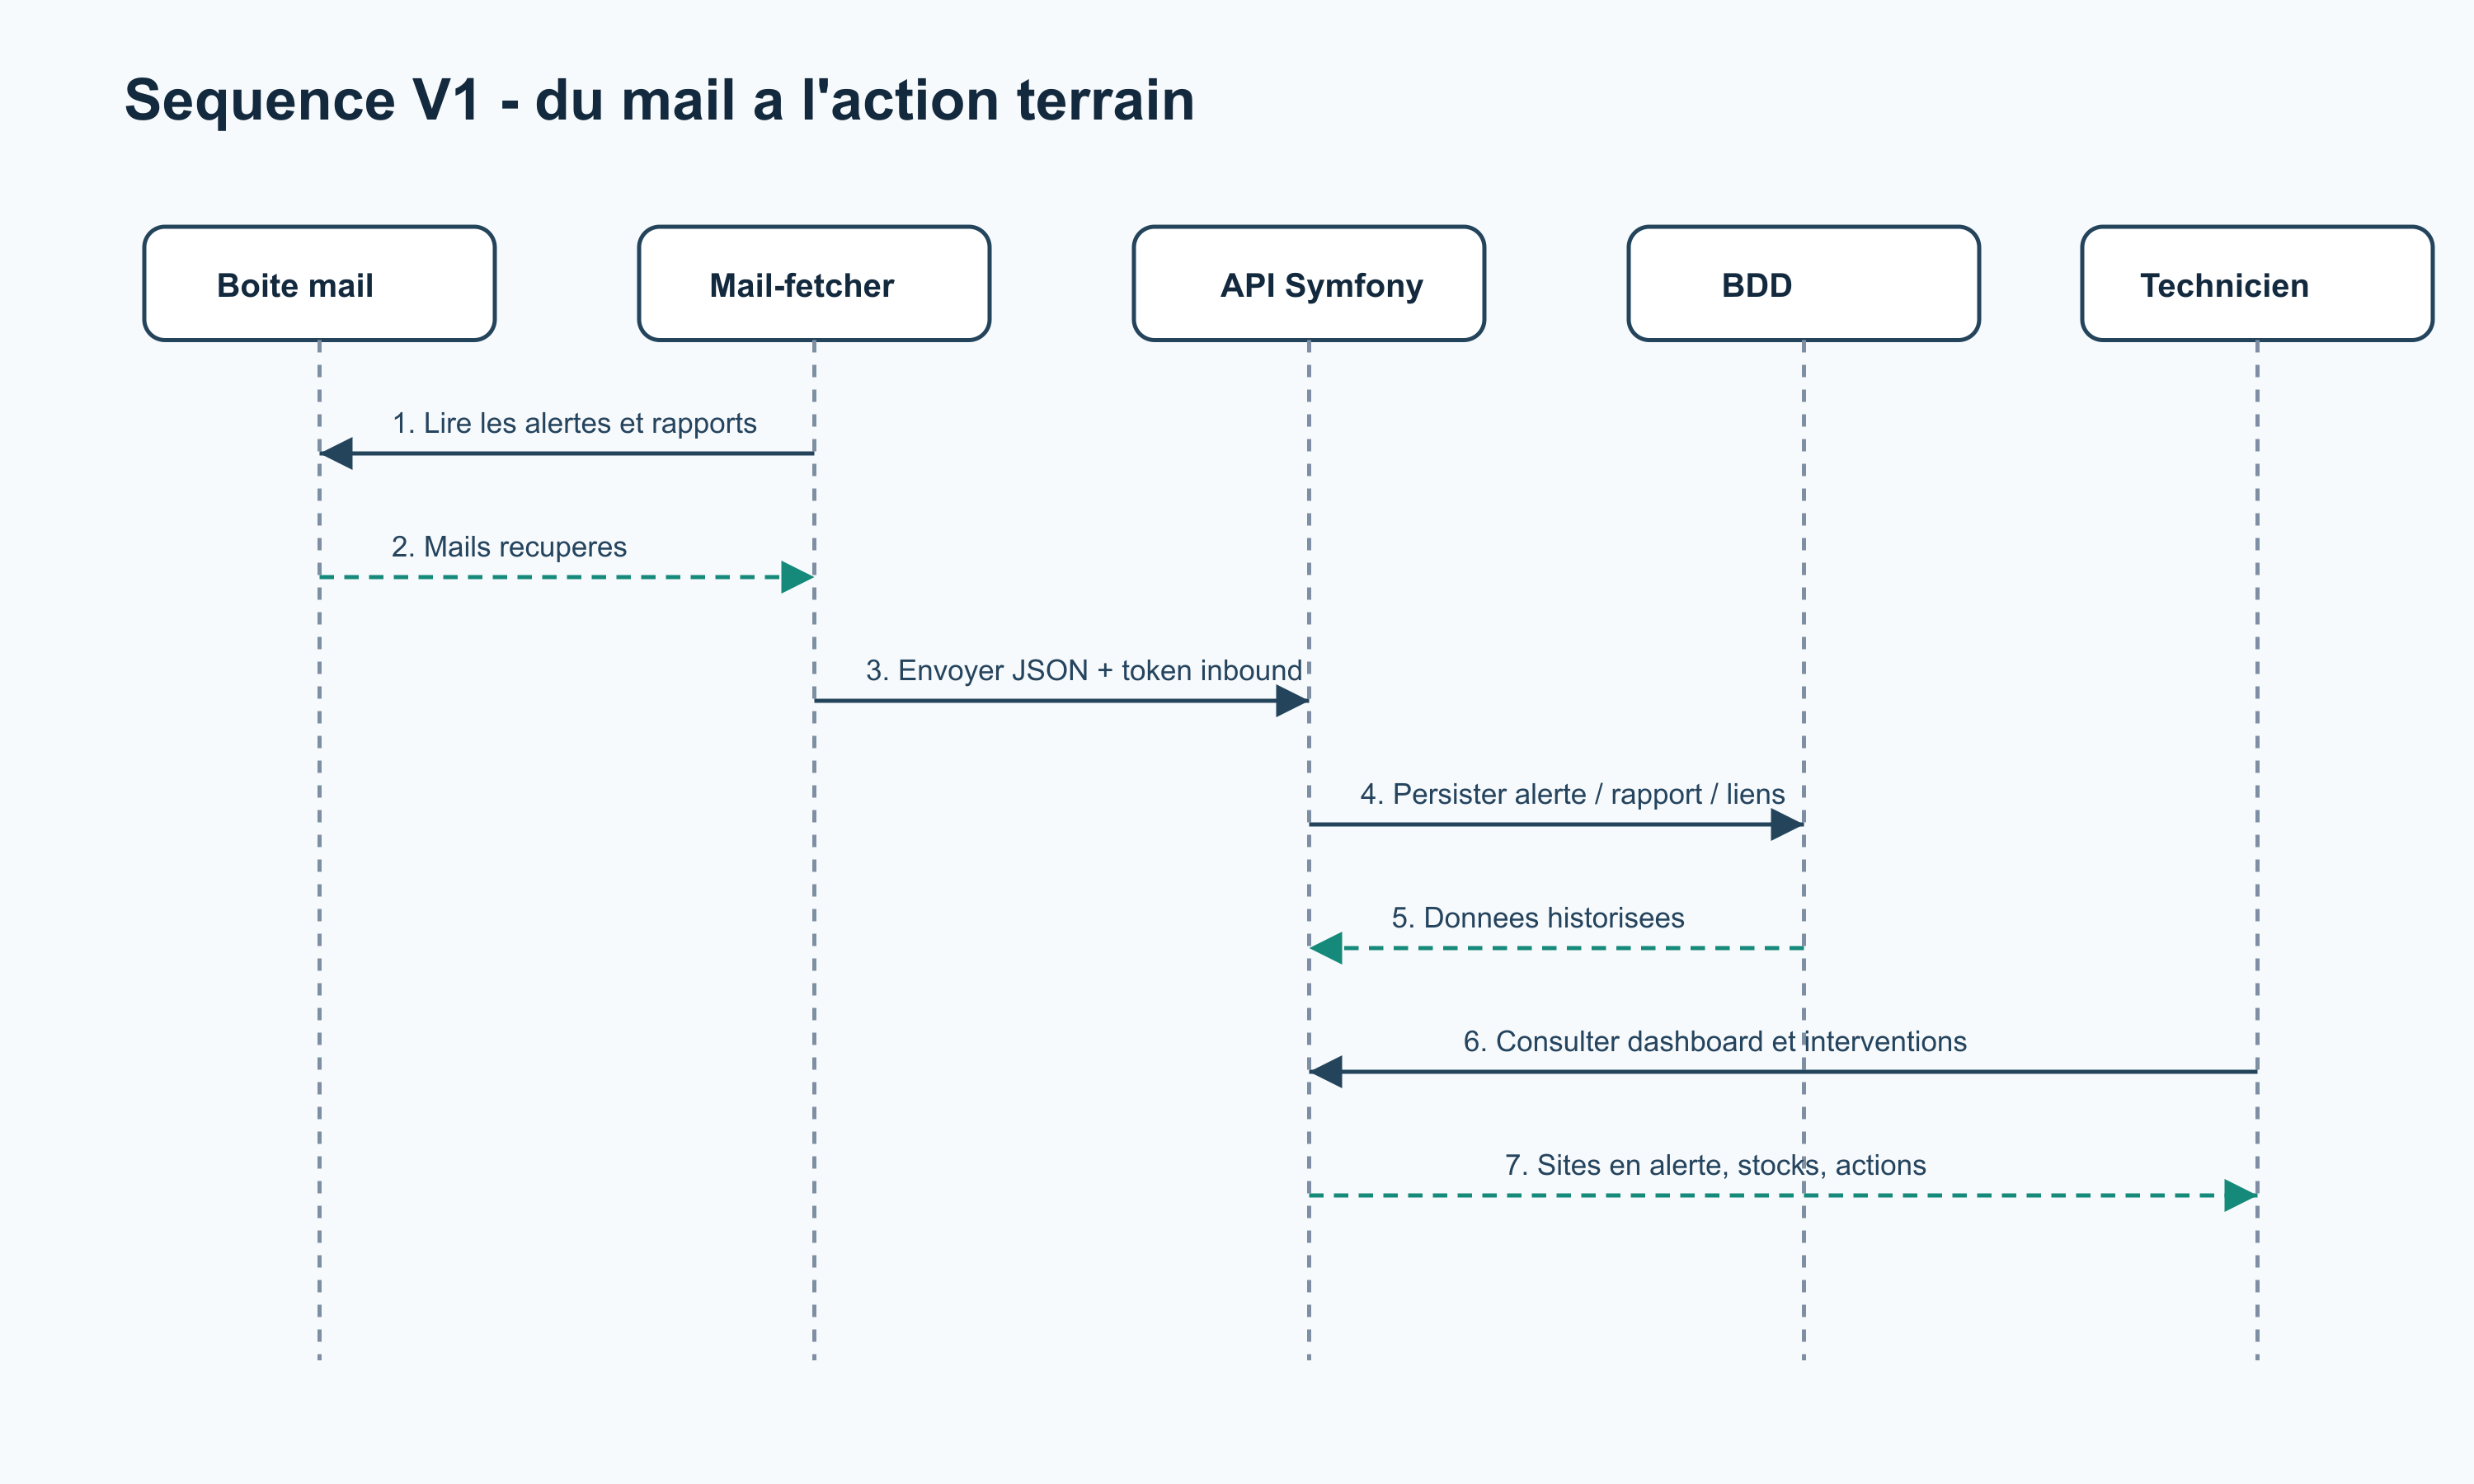 Sequence V1 - du mail a l'action terrain
Boite mail
Mail-fetcher
API Symfony
BDD
Technicien
1. Lire les alertes et rapports
2. Mails recuperes
3. Envoyer JSON + token inbound
4. Persister alerte / rapport / liens
5. Donnees historisees
6. Consulter dashboard et interventions
7. Sites en alerte, stocks, actions